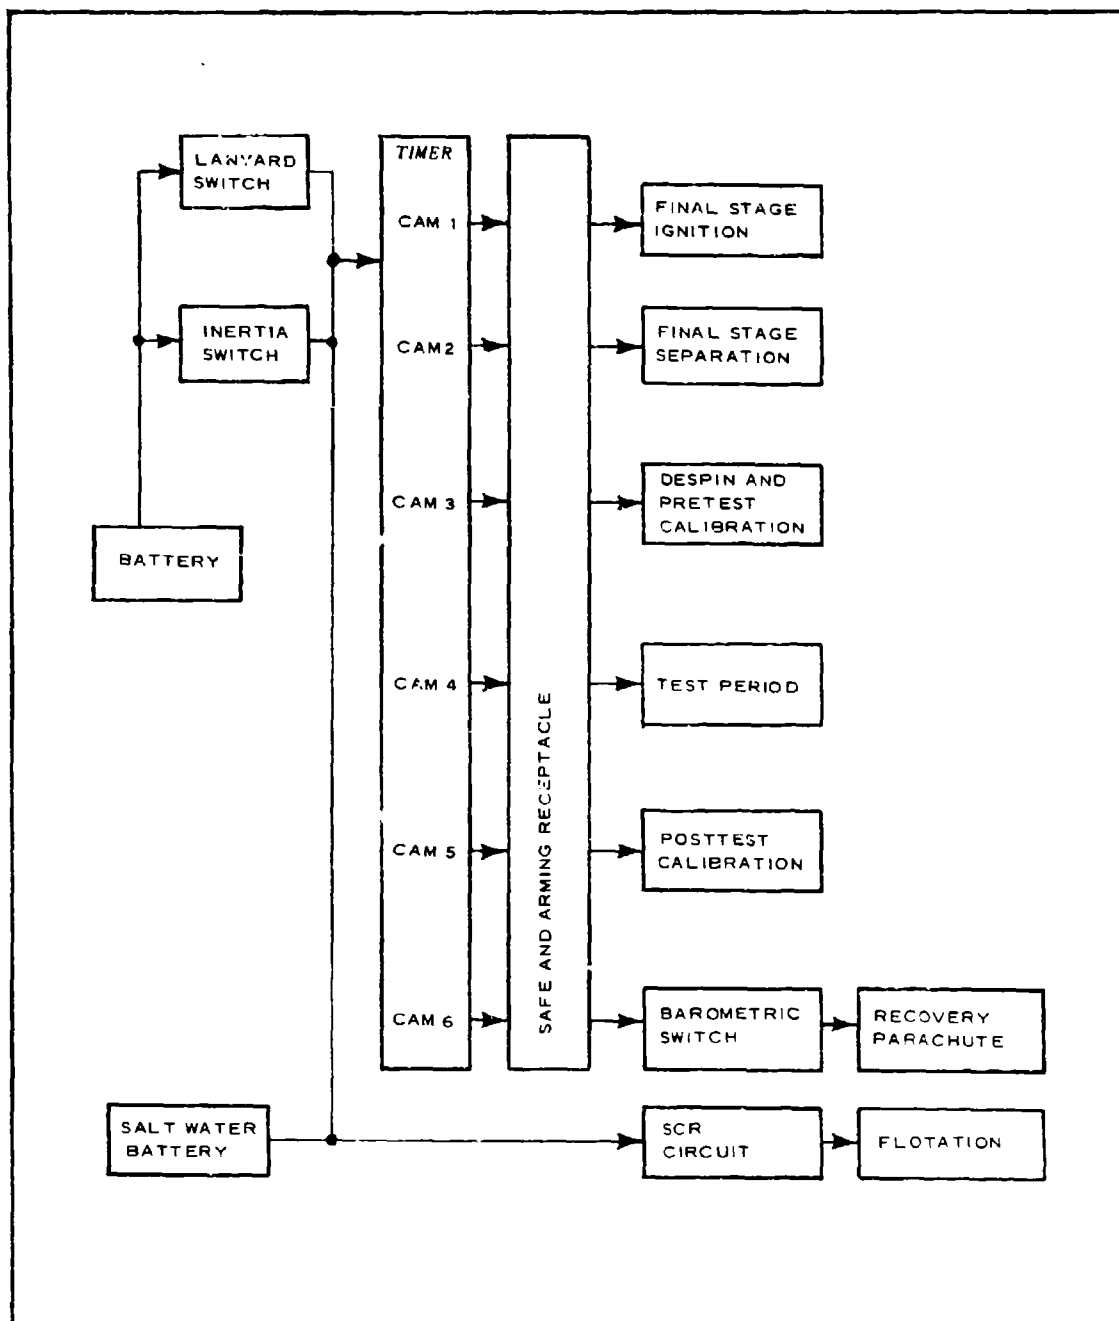 LANYARD
SWITCH
INERTIA
SWITCH
BATTERY
SALT WATER
BATTERY
TIMER
CAM 1
CAM 2
CAM 3
CAM 4
CAM 5
CAM 6
SAFE AND ARMING RECEPTACLE
FINAL STAGE
IGNITION
FINAL STAGE
SEPARATION
DESPIN AND
PRETEST
CALIBRATION
TEST PERIOD
POSTTEST
CALIBRATION
BAROMETRIC
SWITCH
RECOVERY
PARACHUTE
SCR
CIRCUIT
FLOTATION